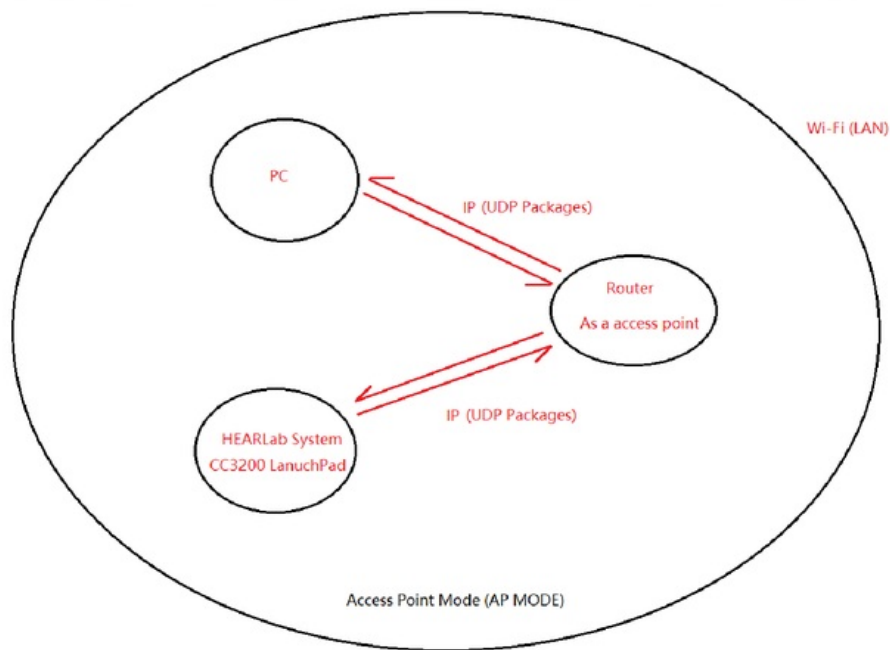 Wi-Fi (LAN)
PC
IP (UDP Packages)
Router
As a access point
IP (UDP Packages)
HEARLab System
CC3200 LanuchPad
Access Point Mode (AP MODE)